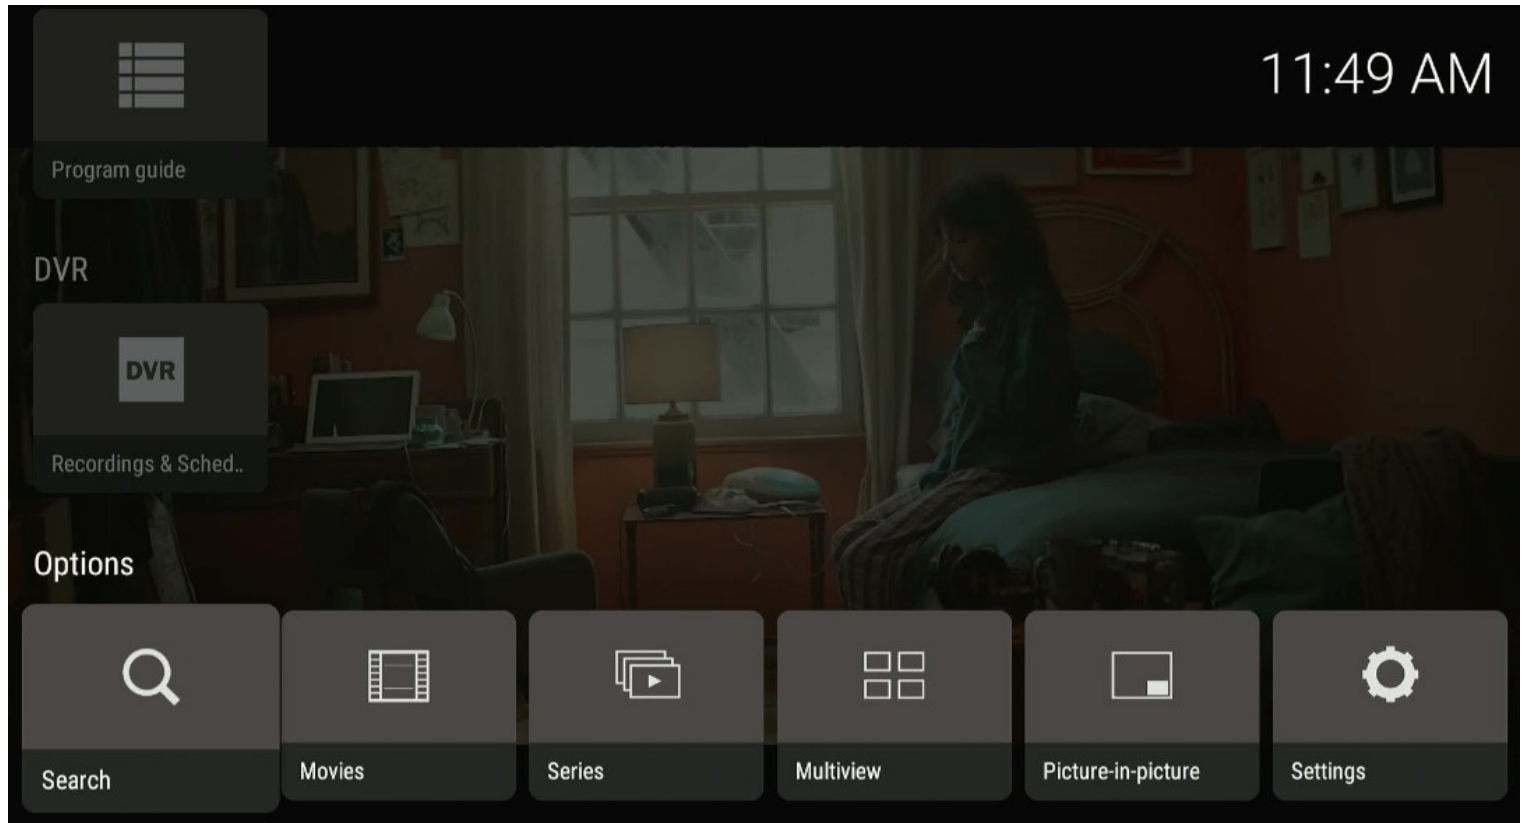 11:49 AM
Program guide
DVR
DVR
Recordings & Sched..
Options
Search
Movies
Series
Multiview
Picture-in-picture
Settings